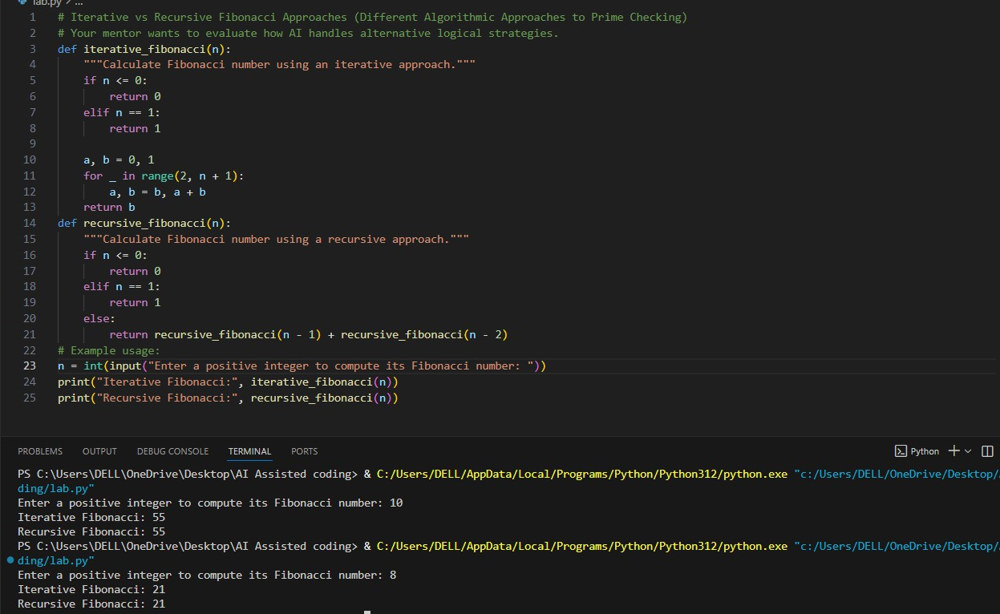 lab.py > ...
1 # Iterative vs Recursive Fibonacci Approaches (Different Algorithmic Approaches to Prime Checking)
2 # Your mentor wants to evaluate how AI handles alternative logical strategies.
3 def iterative_fibonacci(n):
4     """Calculate Fibonacci number using an iterative approach."""
5     if n <= 0:
6         return 0
7     elif n == 1:
8         return 1
9
10     a, b = 0, 1
11     for _ in range(2, n + 1):
12         a, b = b, a + b
13     return b
14 def recursive_fibonacci(n):
15     """Calculate Fibonacci number using a recursive approach."""
16     if n <= 0:
17         return 0
18     elif n == 1:
19         return 1
20     else:
21         return recursive_fibonacci(n - 1) + recursive_fibonacci(n - 2)
22 # Example usage:
23 n = int(input("Enter a positive integer to compute its Fibonacci number: "))
24 print("Iterative Fibonacci:", iterative_fibonacci(n))
25 print("Recursive Fibonacci:", recursive_fibonacci(n))
PROBLEMS OUTPUT DEBUG CONSOLE TERMINAL PORTS Python
PS C:\Users\DELL\OneDrive\Desktop\AI Assisted coding> & C:/Users/DELL/AppData/Local/Programs/Python/Python312/python.exe "c:/Users/DELL/OneDrive/Desktop/
ding/lab.py"
Enter a positive integer to compute its Fibonacci number: 10
Iterative Fibonacci: 55
Recursive Fibonacci: 55
PS C:\Users\DELL\OneDrive\Desktop\AI Assisted coding> & C:/Users/DELL/AppData/Local/Programs/Python/Python312/python.exe "c:/Users/DELL/OneDrive/Desktop/
ding/lab.py"
Enter a positive integer to compute its Fibonacci number: 8
Iterative Fibonacci: 21
Recursive Fibonacci: 21